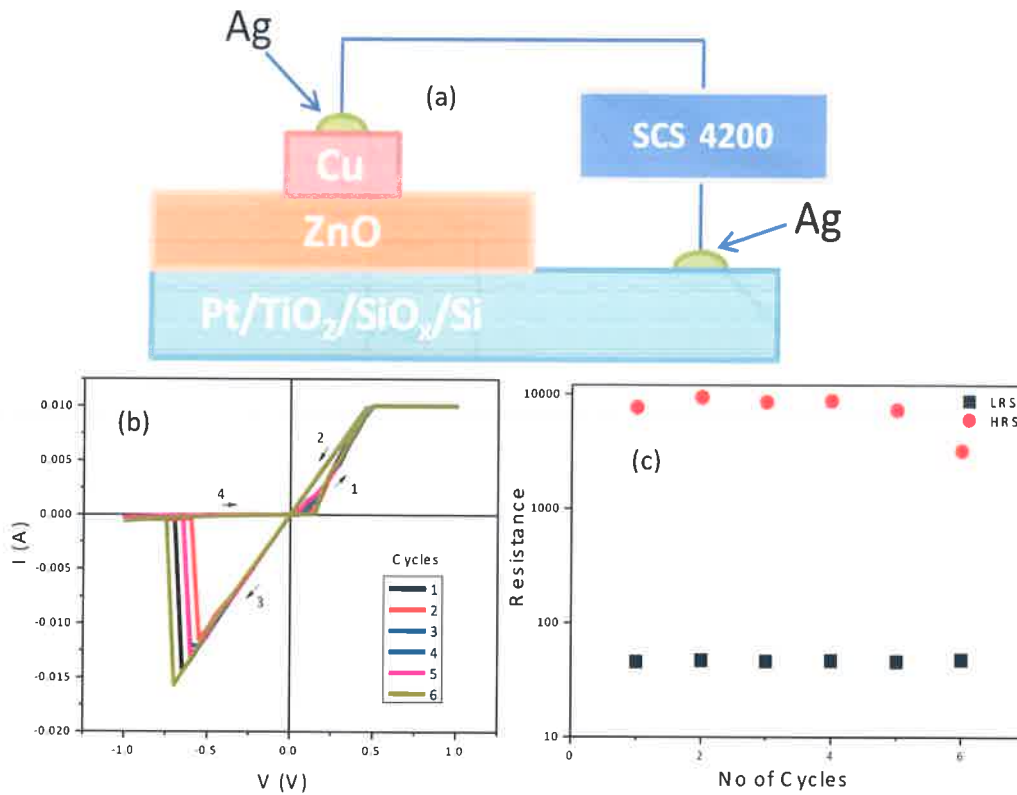 Ag
(a)
SCS 4200
Cu
Ag
ZnO
Pt/TiO₂/SiOₓ/Si
(b)
0.010
0.005
0.000
-0.005
-0.010
-0.015
-0.020
I (A)
2
1
4
3
Cycles
1
2
3
4
5
6
-1.0
-0.5
0.0
0.5
1.0
V (V)
(c)
10000
1000
100
10
Resistance
LRS
HRS
0
2
4
6
No of Cycles